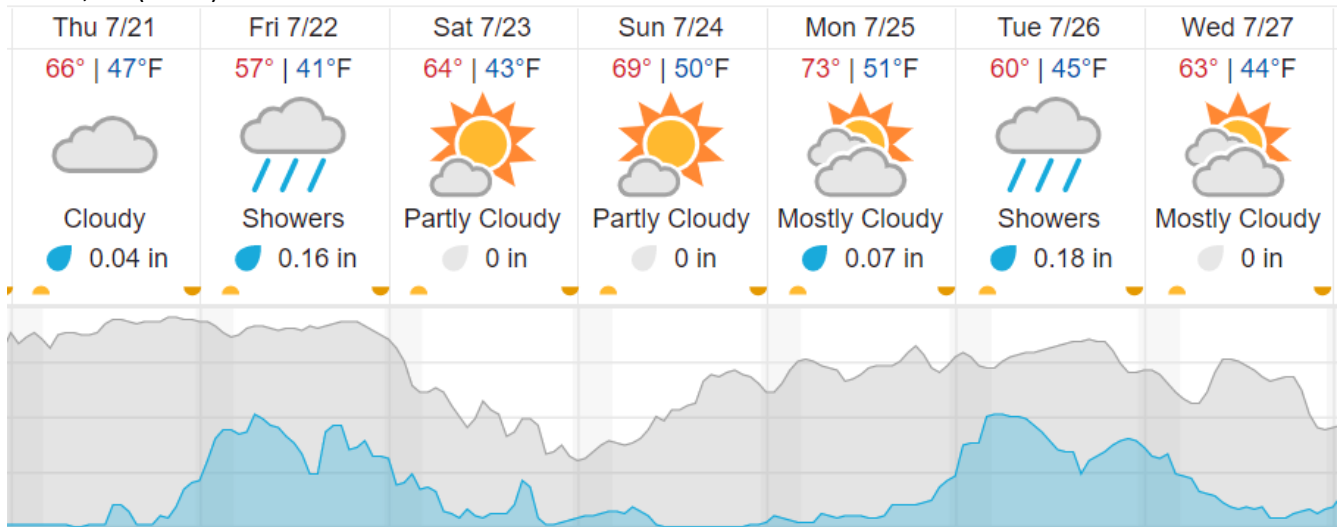 Thu 7/21 Fri 7/22 Sat 7/23 Sun 7/24 Mon 7/25 Tue 7/26 Wed 7/27
66° | 47°F 57° | 41°F 64° | 43°F 69° | 50°F 73° | 51°F 60° | 45°F 63° | 44°F
Cloudy Showers Partly Cloudy Partly Cloudy Mostly Cloudy Showers Mostly Cloudy
0.04 in 0.16 in 0 in 0 in 0.07 in 0.18 in 0 in